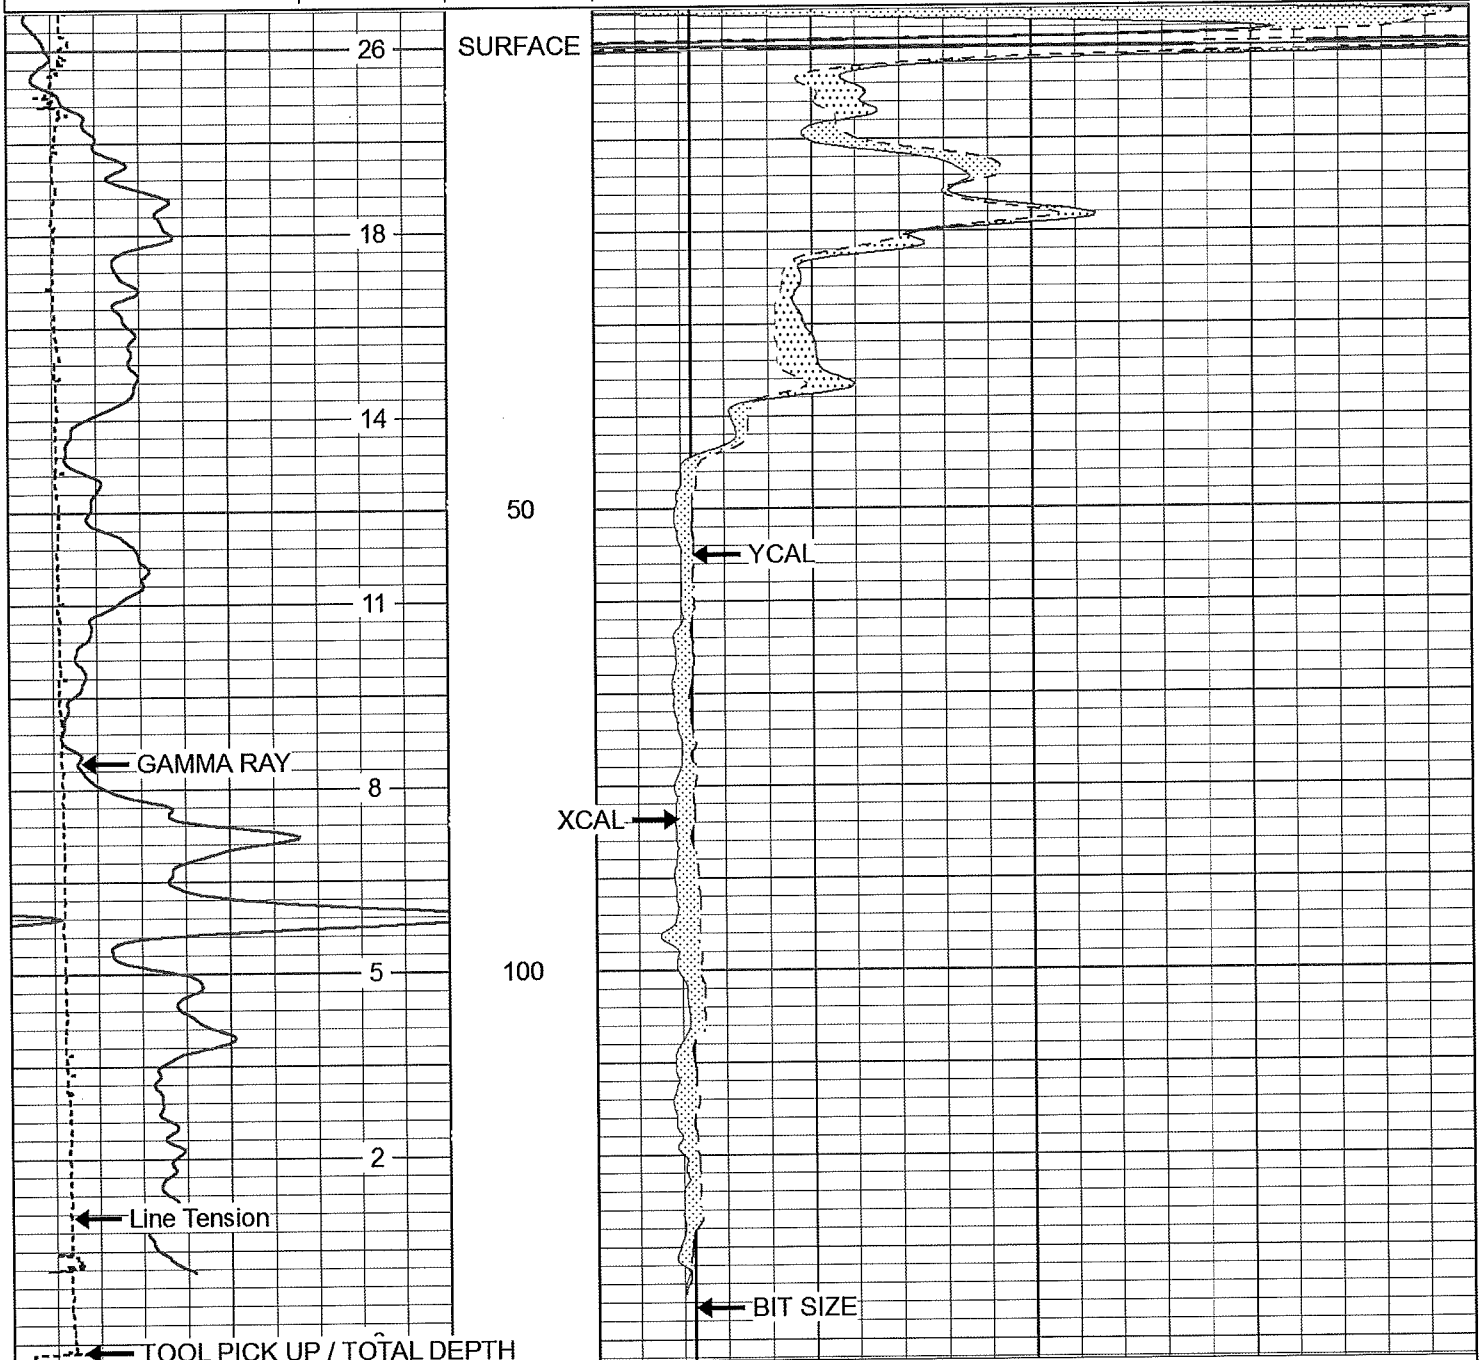 26 SURFACE
18
14
50
YCAL
11
GAMMA RAY
8
XCAL
5 100
2
Line Tension
BIT SIZE
TOOL PICK UP / TOTAL DEPTH